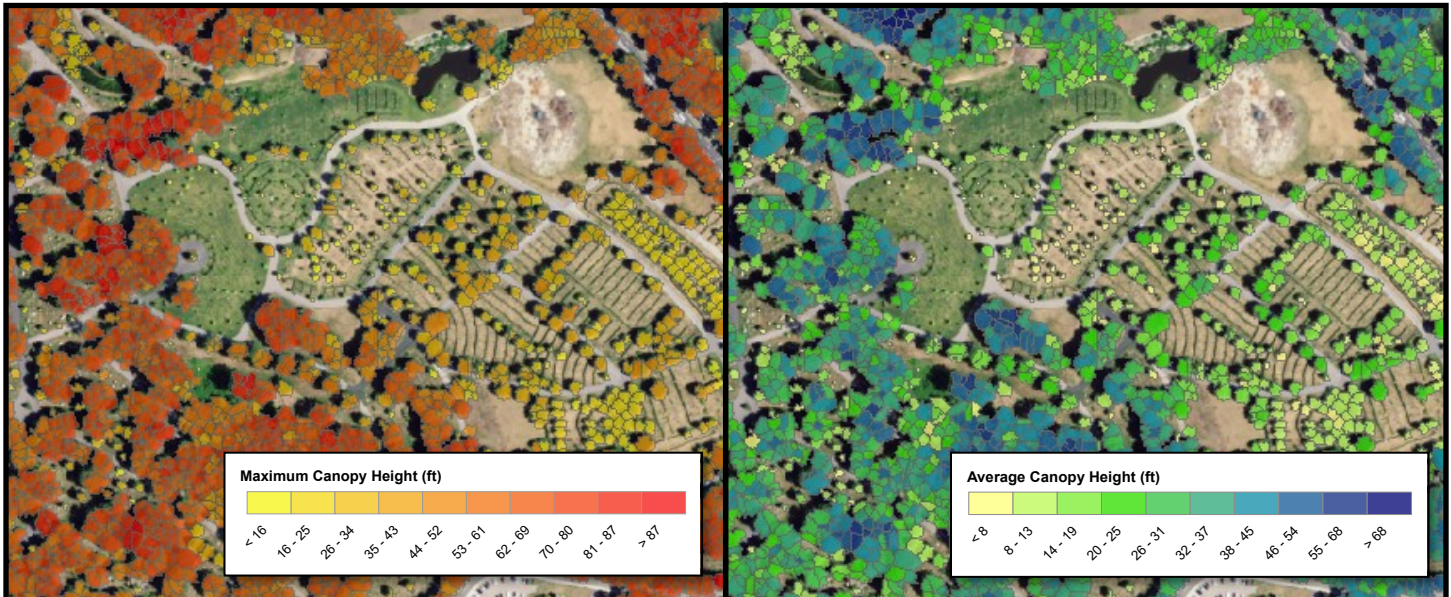 Maximum Canopy Height (ft)
< 16
16 - 25
26 - 34
35 - 43
44 - 52
53 - 61
62 - 69
70 - 80
81 - 87
> 87
Average Canopy Height (ft)
< 8
8 - 13
14 - 19
20 - 25
26 - 31
32 - 37
38 - 45
46 - 54
55 - 68
> 68